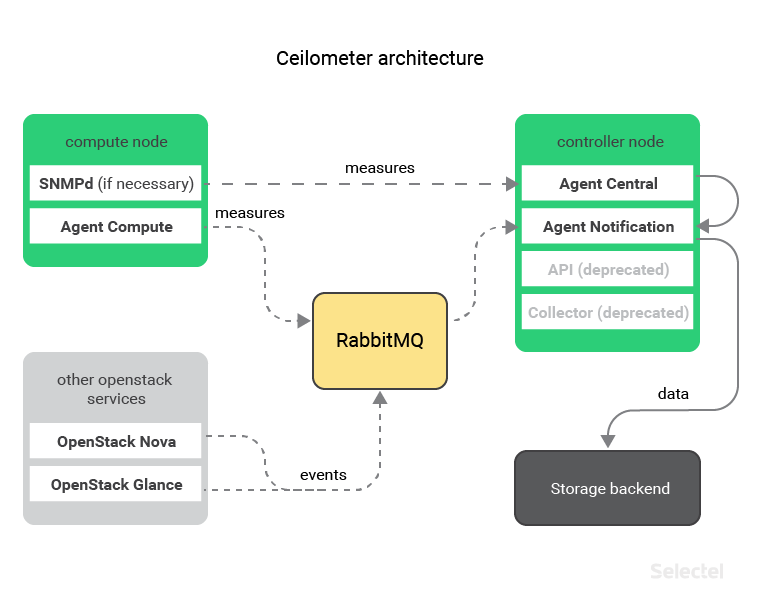 Ceilometer architecture
compute node
SNMPd (if necessary)
Agent Compute
measures
measures
controller node
Agent Central
Agent Notification
API (deprecated)
Collector (deprecated)
RabbitMQ
other openstack
services
OpenStack Nova
OpenStack Glance
events
data
Storage backend
Selectel